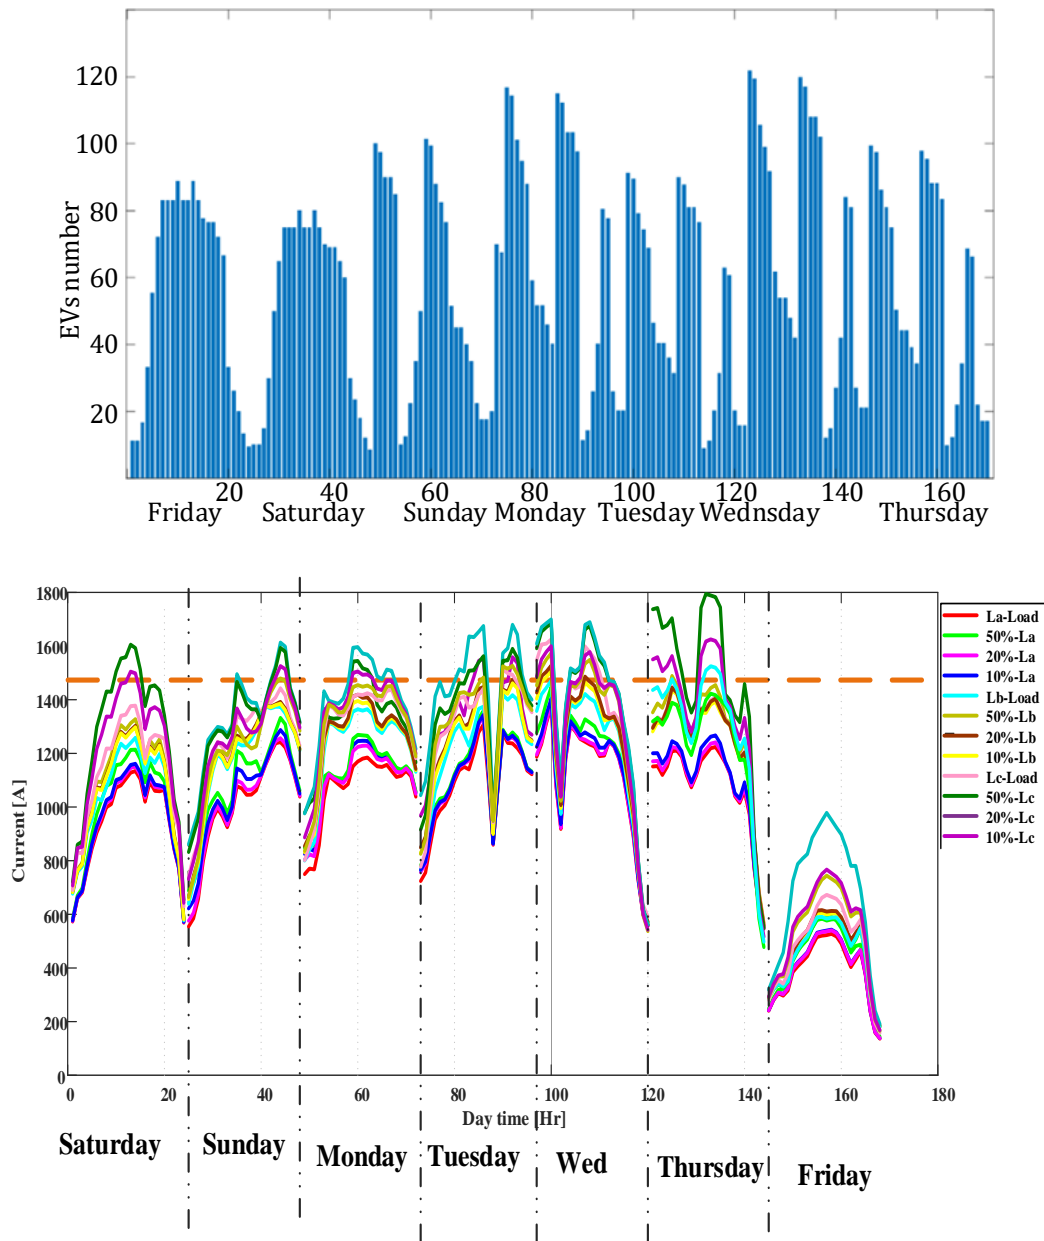 120
100
80
60
40
20
EVs number
20 40 60 80 100 120 140 160
Friday Saturday Sunday Monday Tuesday Wednsday Thursday
1800
1600
1400
1200
1000
800
600
400
200
0
Current [A]
0 20 40 60 80 100 120 140 160 180
Day time [Hr]
Saturday Sunday Monday Tuesday Wed Thursday Friday
La-Load
50%-La
20%-La
10%-La
Lb-Load
50%-Lb
20%-Lb
10%-Lb
Lc-Load
50%-Lc
20%-Lc
10%-Lc